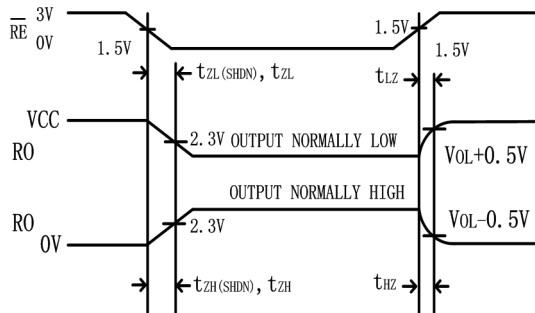 3V
RE
0V
1.5V
1.5V
1.5V
tZL(SHDN), tZL
tLZ
VCC
RO
2.3V
OUTPUT NORMALLY LOW
VOL+0.5V
OUTPUT NORMALLY HIGH
RO
2.3V
VOL-0.5V
0V
tZH(SHDN), tZH
tHZ